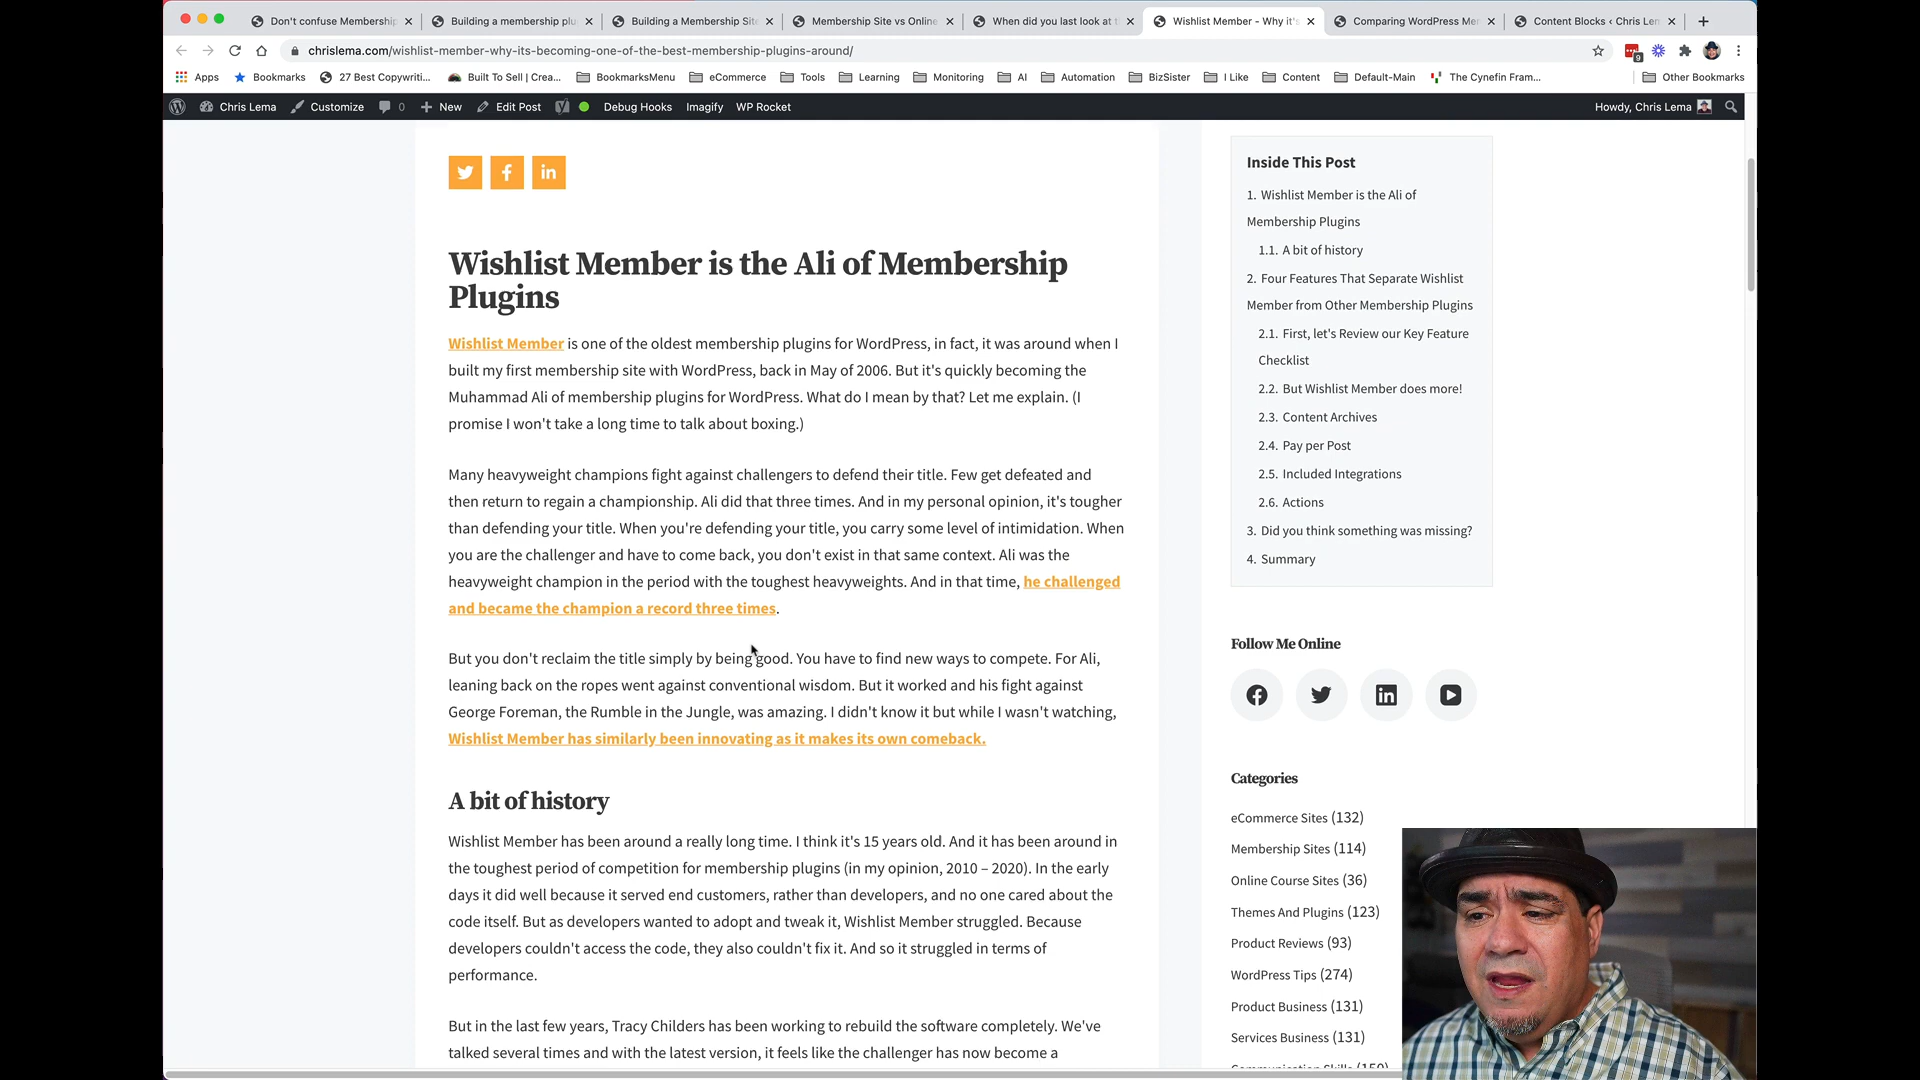 Don't confuse Membership
Building a membership plu
Building a Membership Sit
Membership Site vs Online
When did you last look at t
Wishlist Member - Why it's
Comparing WordPress Mem
Content Blocks ‹ Chris Lem
chrislema.com/wishlist-member-why-its-becoming-one-of-the-best-membership-plugins-around/
Apps
Bookmarks
27 Best Copywriti...
Built To Sell | Crea...
BookmarksMenu
eCommerce
Tools
Learning
Monitoring
AI
Automation
BizSister
I Like
Content
Default-Main
The Cynefin Fram...
Other Bookmarks
Chris Lema
Customize
0
New
Edit Post
Debug Hooks
Imagify
WP Rocket
Howdy, Chris Lema
Wishlist Member is the Ali of Membership
Plugins
Wishlist Member is one of the oldest membership plugins for WordPress, in fact, it was around when I
built my first membership site with WordPress, back in May of 2006. But it's quickly becoming the
Muhammad Ali of membership plugins for WordPress. What do I mean by that? Let me explain. (I
promise I won't take a long time to talk about boxing.)
Many heavyweight champions fight against challengers to defend their title. Few get defeated and
then return to regain a championship. Ali did that three times. And in my personal opinion, it's tougher
than defending your title. When you're defending your title, you carry some level of intimidation. When
you are the challenger and have to come back, you don't exist in that same context. Ali was the
heavyweight champion in the period with the toughest heavyweights. And in that time, he challenged
and became the champion a record three times.
But you don't reclaim the title simply by being good. You have to find new ways to compete. For Ali,
leaning back on the ropes went against conventional wisdom. But it worked and his fight against
George Foreman, the Rumble in the Jungle, was amazing. I didn't know it but while I wasn't watching,
Wishlist Member has similarly been innovating as it makes its own comeback.
A bit of history
Wishlist Member has been around a really long time. I think it's 15 years old. And it has been around in
the toughest period of competition for membership plugins (in my opinion, 2010 – 2020). In the early
days it did well because it served end customers, rather than developers, and no one cared about the
code itself. But as developers wanted to adopt and tweak it, Wishlist Member struggled. Because
developers couldn't access the code, they also couldn't fix it. And so it struggled in terms of
performance.
But in the last few years, Tracy Childers has been working to rebuild the software completely. We've
talked several times and with the latest version, it feels like the challenger has now become a
Inside This Post
1. Wishlist Member is the Ali of
Membership Plugins
1.1. A bit of history
2. Four Features That Separate Wishlist
Member from Other Membership Plugins
2.1. First, let's Review our Key Feature
Checklist
2.2. But Wishlist Member does more!
2.3. Content Archives
2.4. Pay per Post
2.5. Included Integrations
2.6. Actions
3. Did you think something was missing?
4. Summary
Follow Me Online
Categories
eCommerce Sites (132)
Membership Sites (114)
Online Course Sites (36)
Themes And Plugins (123)
Product Reviews (93)
WordPress Tips (274)
Product Business (131)
Services Business (131)
Communication Skills (150)